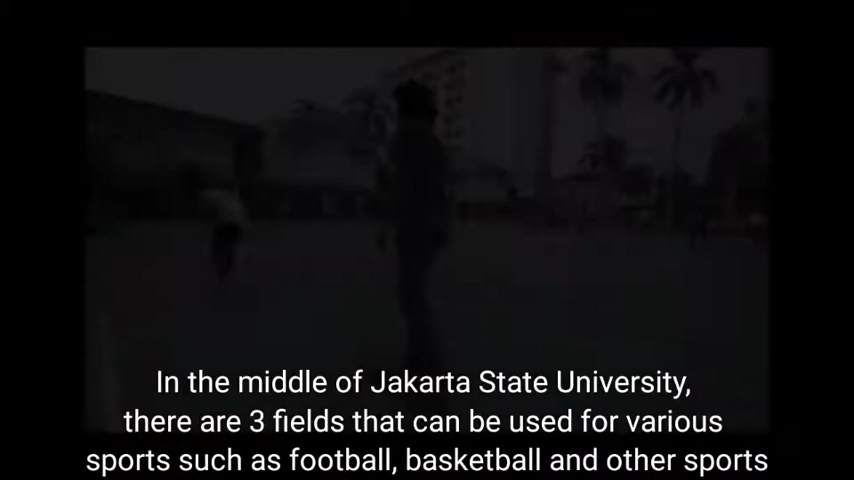 In the middle of Jakarta State University,
there are 3 fields that can be used for various
sports such as football, basketball and other sports